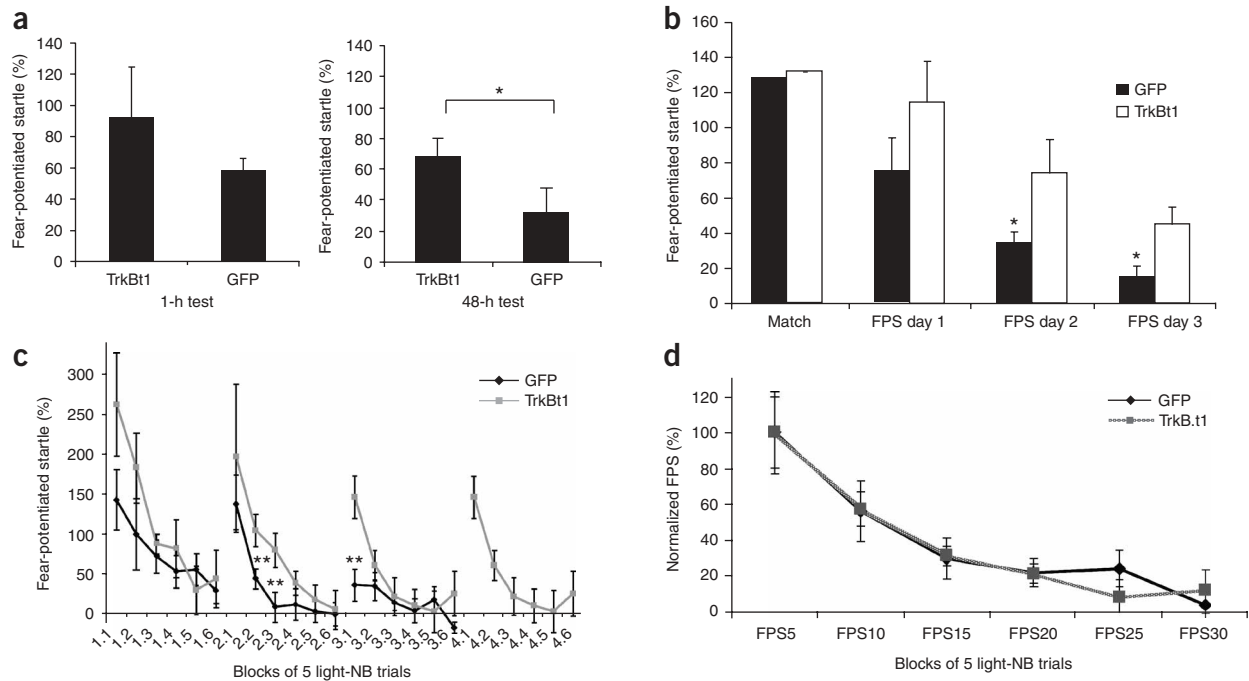 a
Fear-potentiated startle (%)
140
120
100
80
60
40
20
0
TrkBt1
GFP
1-h test
Fear-potentiated startle (%)
140
120
100
80
60
40
20
0
*
TrkBt1
GFP
48-h test
b
Fear-potentiated startle (%)
160
140
120
100
80
60
40
20
0
GFP
TrkBt1
*
*
Match
FPS day 1
FPS day 2
FPS day 3
c
Fear-potentiated startle (%)
300
250
200
150
100
50
0
GFP
TrkBt1
**
**
**
1.1
1.2
1.3
1.4
1.5
1.6
2.1
2.2
2.3
2.4
2.5
2.6
3.1
3.2
3.3
3.4
3.5
3.6
4.1
4.2
4.3
4.4
4.5
4.6
Blocks of 5 light-NB trials
d
Normalized FPS (%)
120
100
80
60
40
20
0
GFP
TrkB.t1
FPS5
FPS10
FPS15
FPS20
FPS25
FPS30
Blocks of 5 light-NB trials